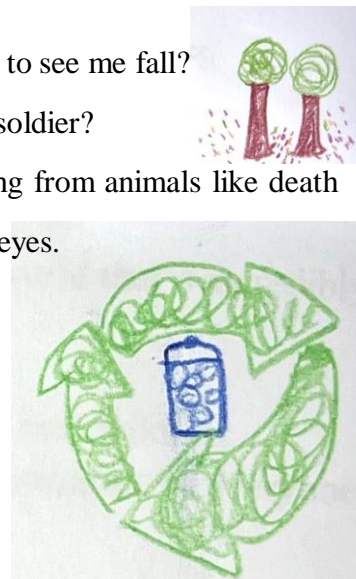 to see me fall?
soldier?
ng from animals like death
eyes.